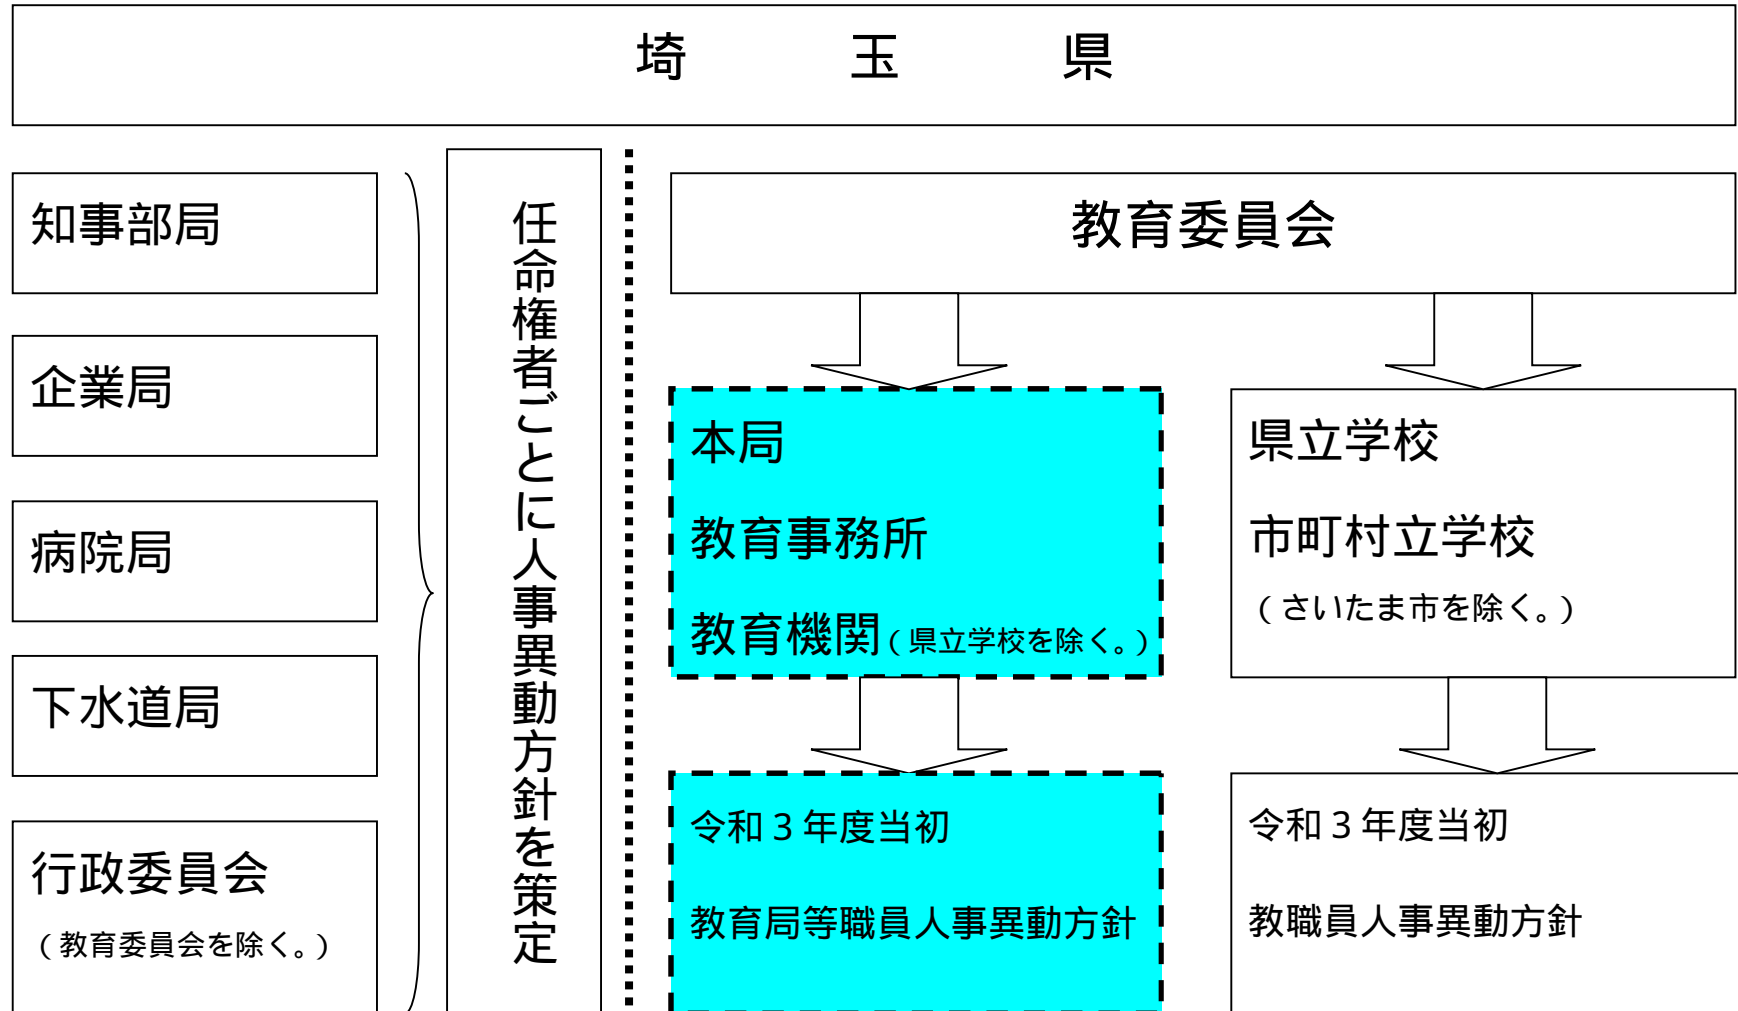 埼　玉　県
知事部局
企業局
病院局
下水道局
行政委員会
（教育委員会を除く。）
任命権者ごとに人事異動方針を策定
教育委員会
本局
教育事務所
教育機関（県立学校を除く。）
県立学校
市町村立学校
（さいたま市を除く。）
令和３年度当初
教育局等職員人事異動方針
令和３年度当初
教職員人事異動方針